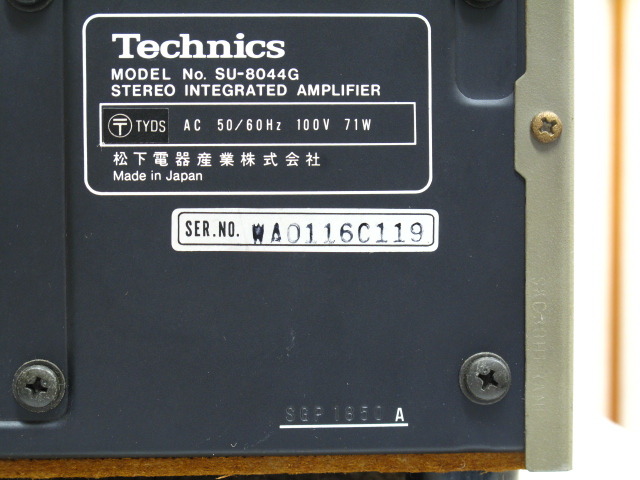 Technics
MODEL No. SU-8044G
STEREO INTEGRATED AMPLIFIER
〒 TYDS AC 50/60Hz 100V 71W
松下電器産業株式会社
Made in Japan
SER.NO. WA0116C119
SGP1850 A